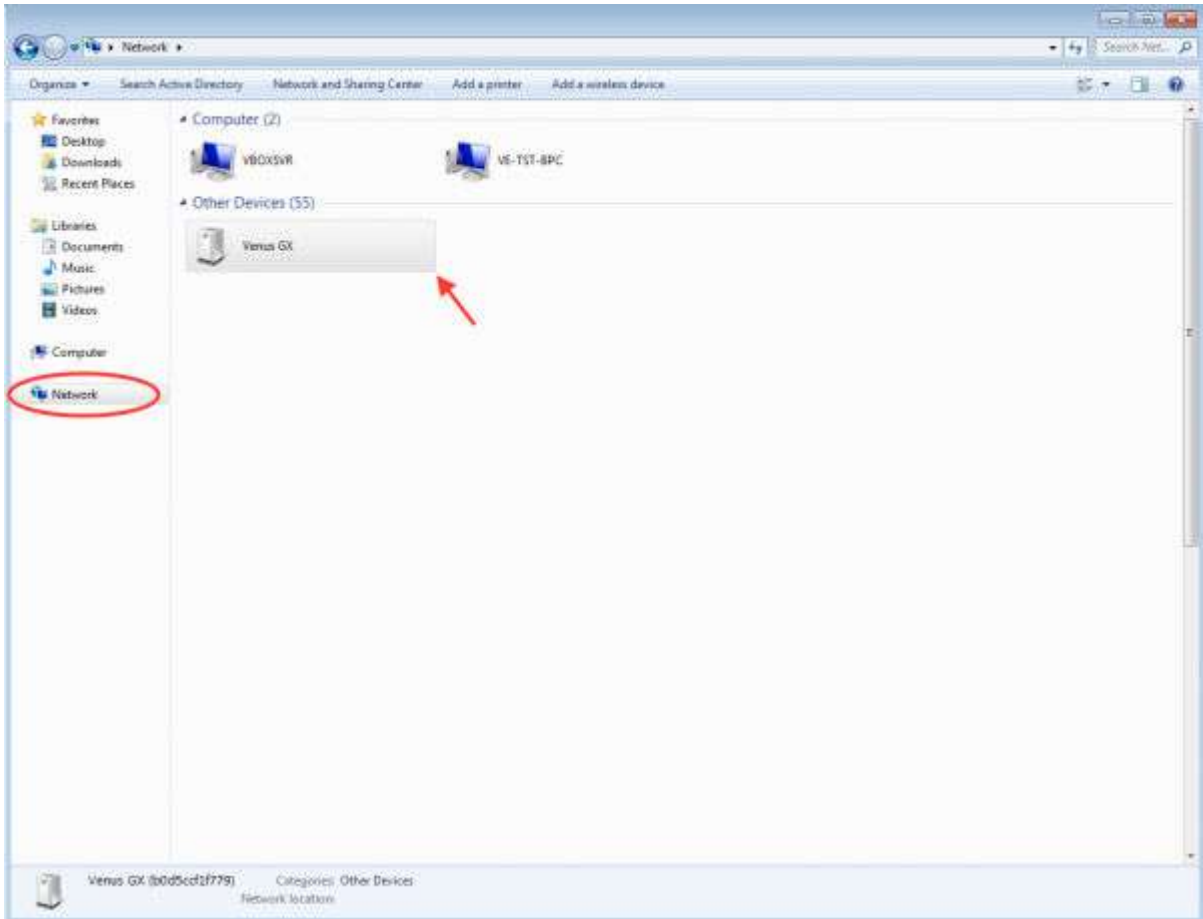 Network
Search Net...
Organize
Search Active Directory
Network and Sharing Center
Add a printer
Add a wireless device
Favorites
Desktop
Downloads
Recent Places
Libraries
Documents
Music
Pictures
Videos
Computer
Network
Computer (2)
VBOXSVR
VE-TST-8PC
Other Devices (55)
Venus GX
Venus GX
Categories: Other Devices
Network location: